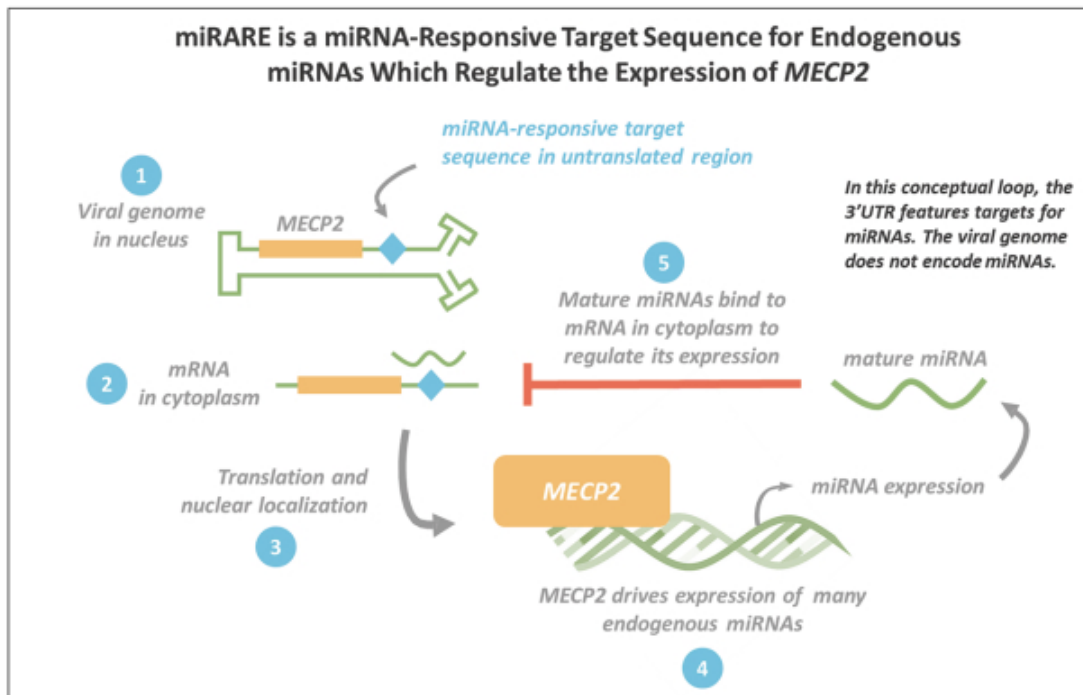 miRARE is a miRNA-Responsive Target Sequence for Endogenous
miRNAs Which Regulate the Expression of MECP2
miRNA-responsive target
sequence in untranslated region
1
Viral genome
in nucleus
MECP2
In this conceptual loop, the
3'UTR features targets for
miRNAs. The viral genome
does not encode miRNAs.
5
Mature miRNAs bind to
mRNA in cytoplasm to
regulate its expression
2
mRNA
in cytoplasm
mature miRNA
Translation and
nuclear localization
3
MECP2
miRNA expression
MECP2 drives expression of many
endogenous miRNAs
4